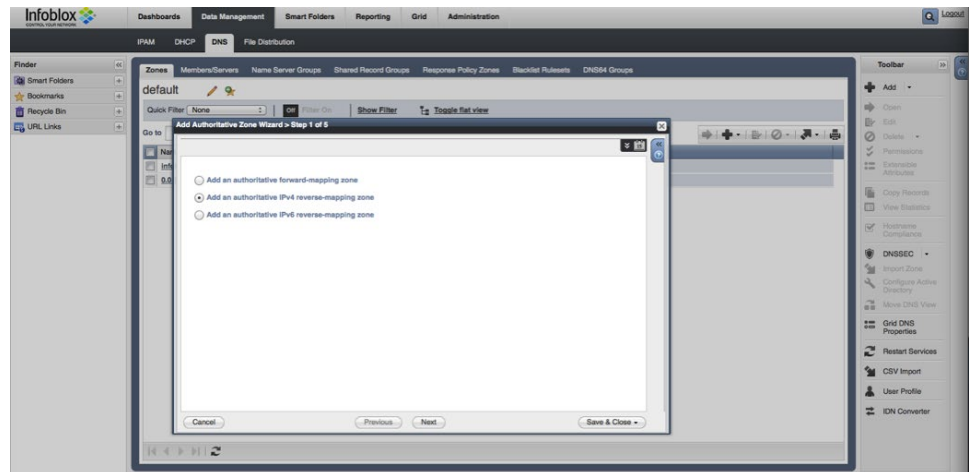 Infoblox
CONTROL YOUR NETWORK
Dashboards Data Management Smart Folders Reporting Grid Administration
Logout
IPAM DHCP DNS File Distribution
Finder
Smart Folders
Bookmarks
Recycle Bin
URL Links
Zones Members/Servers Name Server Groups Shared Record Groups Response Policy Zones Blacklist Rulesets DNS64 Groups
default
Quick Filter None Off Filter On Show Filter Toggle flat view
Go to
Add Authoritative Zone Wizard > Step 1 of 5
Add an authoritative forward-mapping zone
Add an authoritative IPv4 reverse-mapping zone
Add an authoritative IPv6 reverse-mapping zone
Cancel Previous Next Save & Close
Toolbar
Add
Open
Edit
Delete
Permissions
Extensible Attributes
Copy Records
View Statistics
Hostname Compliance
DNSSEC
Import Zone
Configure Active Directory
Move DNS View
Grid DNS Properties
Restart Services
CSV Import
User Profile
IDN Converter